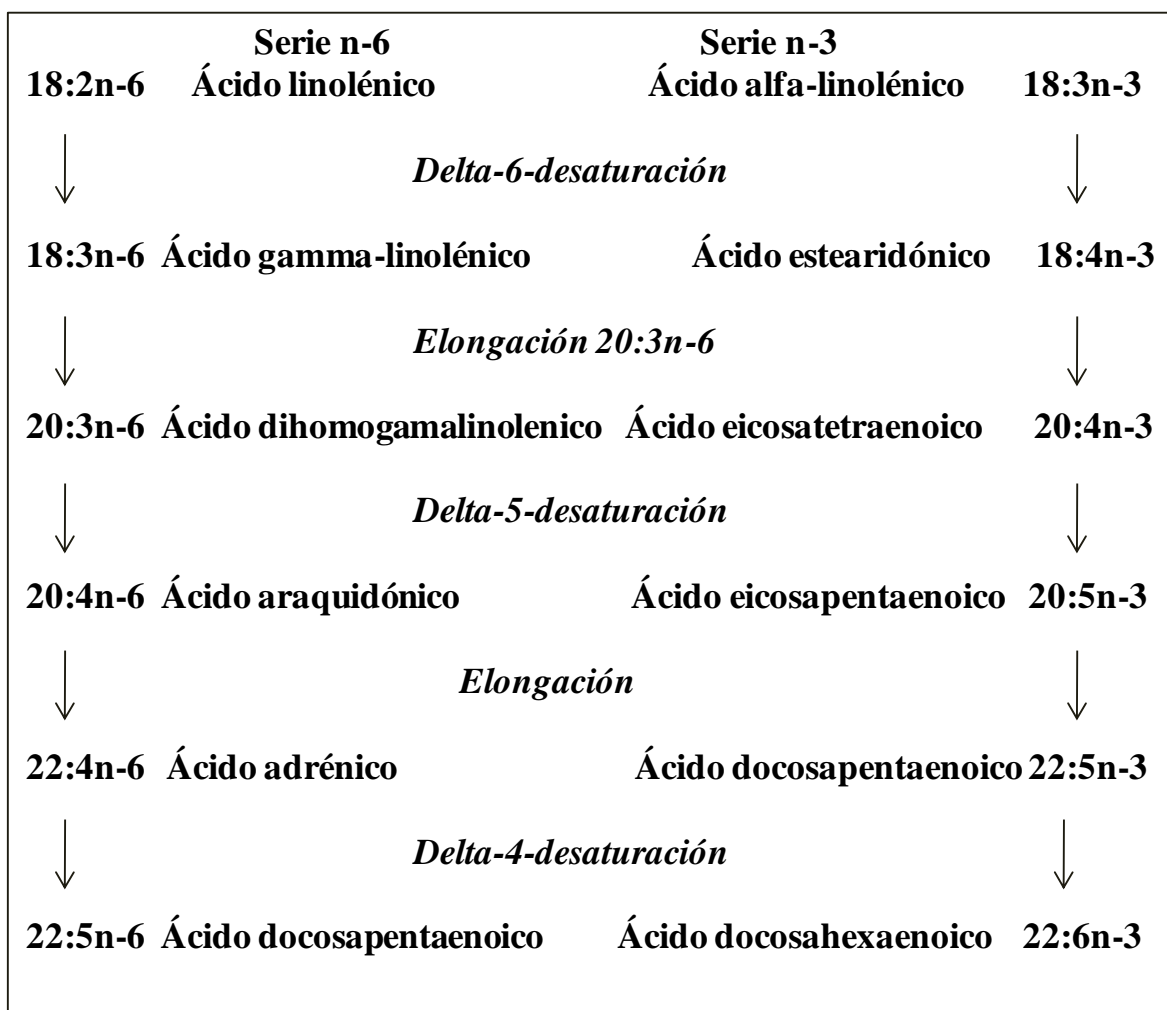 Serie n-6 Serie n-3
18:2n-6 Ácido linolénico Ácido alfa-linolénico 18:3n-3
Delta-6-desaturación
18:3n-6 Ácido gamma-linolénico Ácido estearidónico 18:4n-3
Elongación 20:3n-6
20:3n-6 Ácido dihomogamalinolenico Ácido eicosatetraenoico 20:4n-3
Delta-5-desaturación
20:4n-6 Ácido araquidónico Ácido eicosapentaenoico 20:5n-3
Elongación
22:4n-6 Ácido adrénico Ácido docosapentaenoico 22:5n-3
Delta-4-desaturación
22:5n-6 Ácido docosapentaenoico Ácido docosahexaenoico 22:6n-3